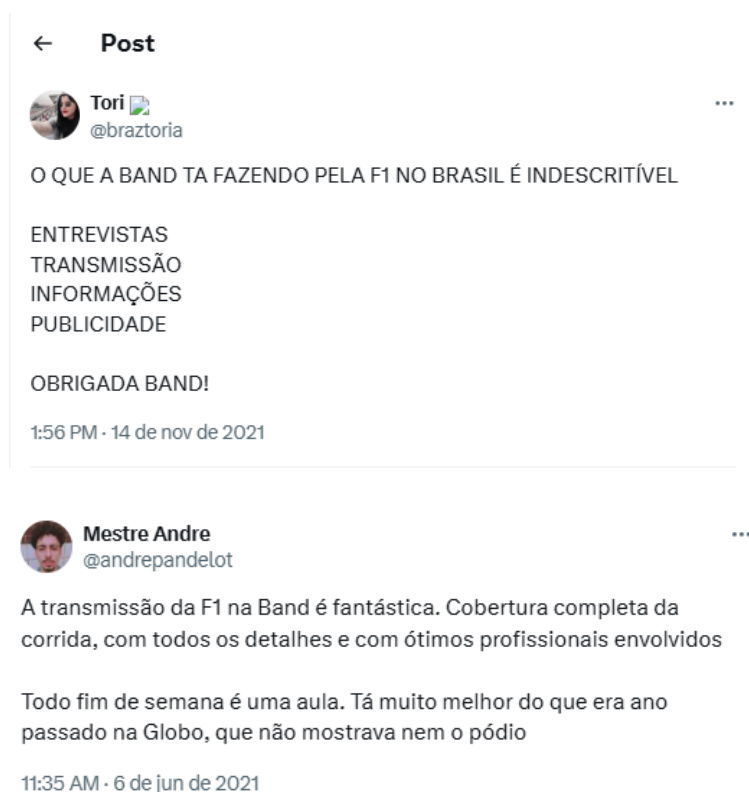 Post
Tori
@braztoria
O QUE A BAND TA FAZENDO PELA F1 NO BRASIL É INDESCRITÍVEL
ENTREVISTAS
TRANSMISSÃO
INFORMAÇÕES
PUBLICIDADE
OBRIGADA BAND!
1:56 PM · 14 de nov de 2021
Mestre Andre
@andrepandelot
A transmissão da F1 na Band é fantástica. Cobertura completa da
corrida, com todos os detalhes e com ótimos profissionais envolvidos
Todo fim de semana é uma aula. Tá muito melhor do que era ano
passado na Globo, que não mostrava nem o pódio
11:35 AM · 6 de jun de 2021